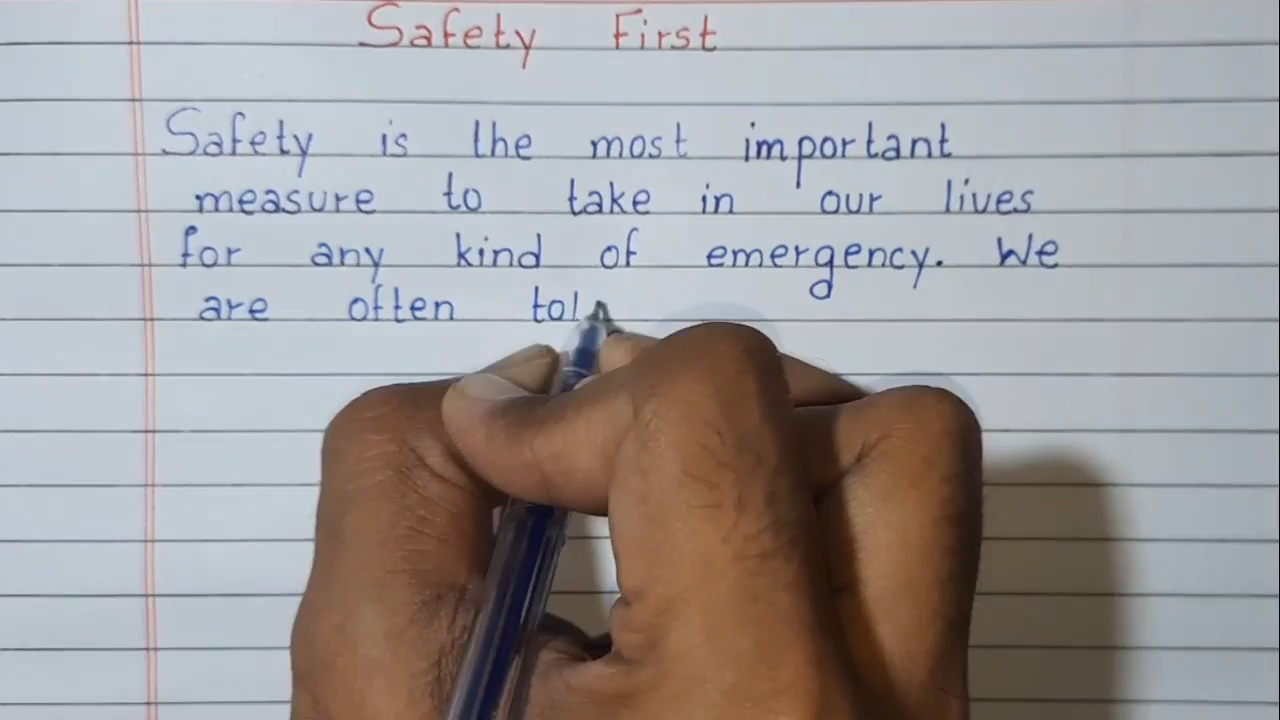 Safety First
Safety is the most important
measure to take in our lives
for any kind of emergency. We
are often tol